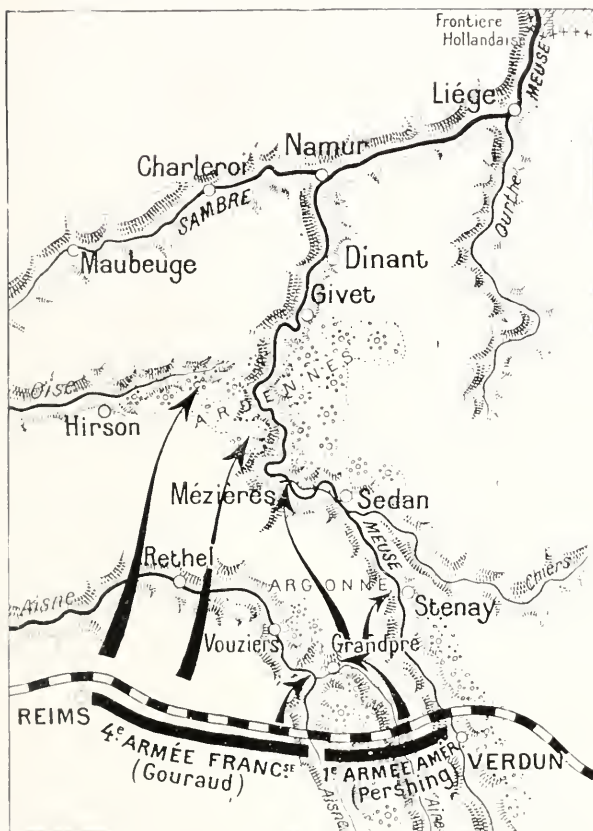 Frontière
Hollandaise
MEUSE
Liége
Namur
Charleroi
SAMBRE
Ourthe
Maubeuge
Dinant
Givet
ARDENNES
Oise
Hirson
Mézières
Sedan
MEUSE
Rethel
Chiers
Aisne
ARGONNE
Stenay
Vouziers
Grandpré
REIMS
4e ARMÉE FRANCse
(Gouraud)
1e ARMÉE AMÉR
(Pershing)
VERDUN
Aisne
Aire